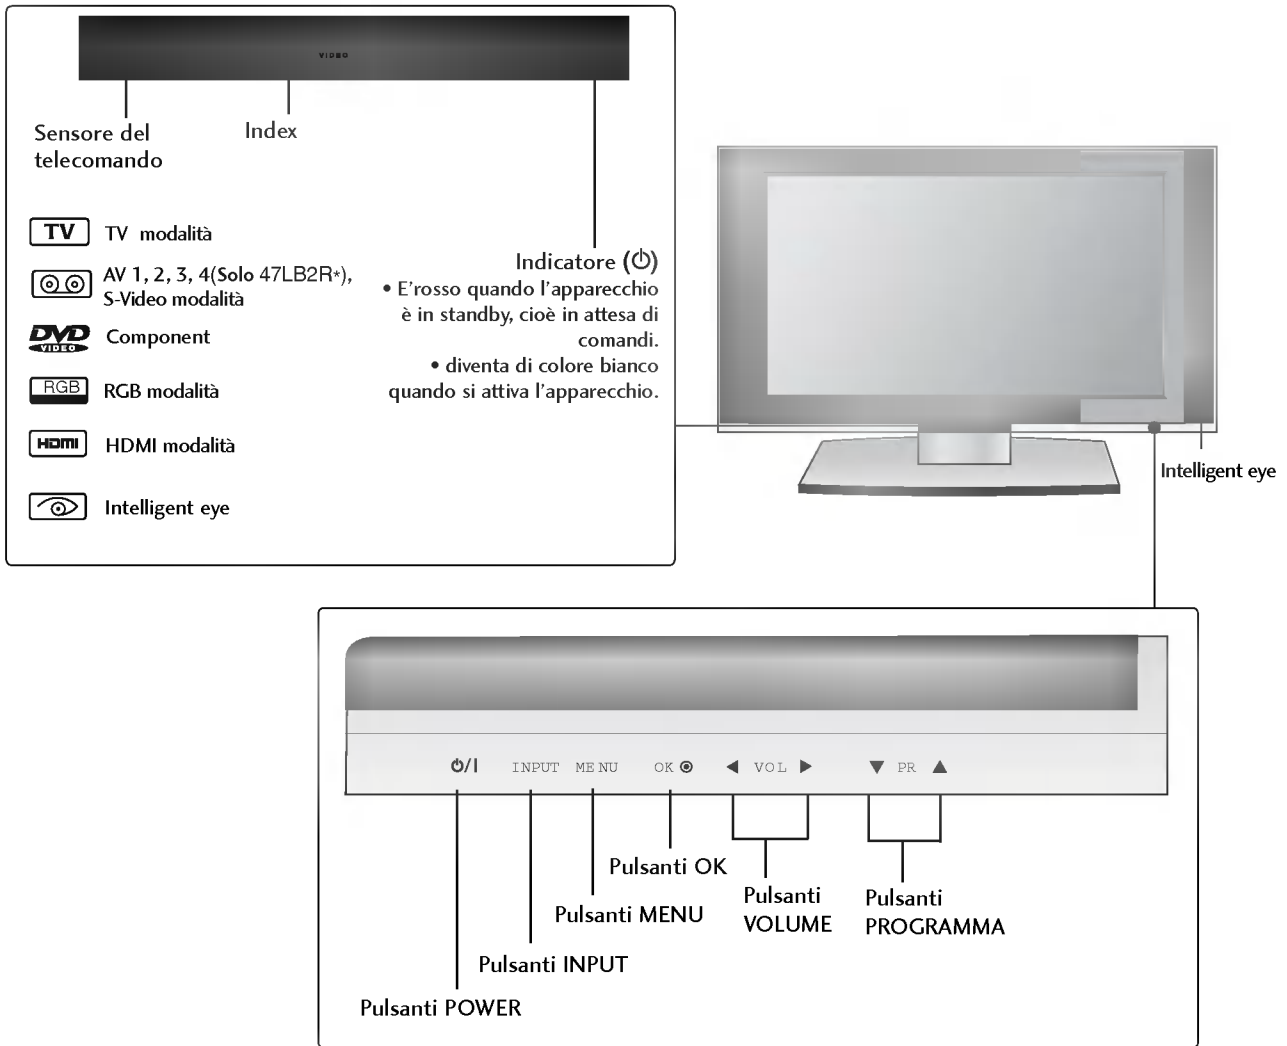 VIDEO
Sensore del
telecomando
Index
TV TV modalità
AV 1, 2, 3, 4(Solo 47LB2R*),
S-Video modalità
DVD VIDEO Component
RGB RGB modalità
HDMI HDMI modalità
Intelligent eye
Indicatore (⏻)
• E'rosso quando l'apparecchio
è in standby, cioè in attesa di
comandi.
• diventa di colore bianco
quando si attiva l'apparecchio.
Intelligent eye
⏻/I INPUT MENU OK ◉ ◀ VOL ▶ ▼ PR ▲
Pulsanti OK
Pulsanti MENU
Pulsanti INPUT
Pulsanti POWER
Pulsanti
VOLUME
Pulsanti
PROGRAMMA